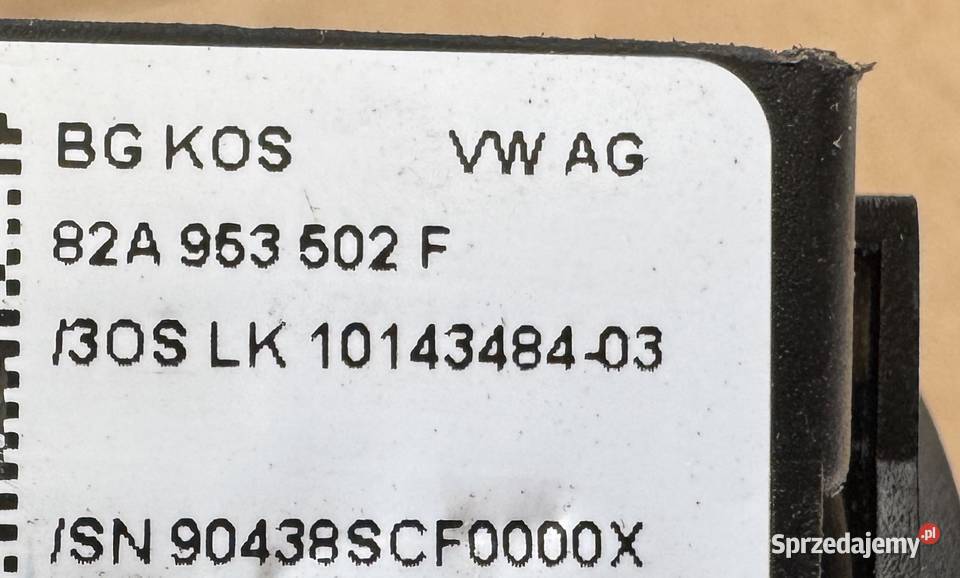 BG KOS VW AG
82A 953 502 F
/3OS LK 10143484-03
/SN 90438SCF0000X
Sprzedajemy.pl